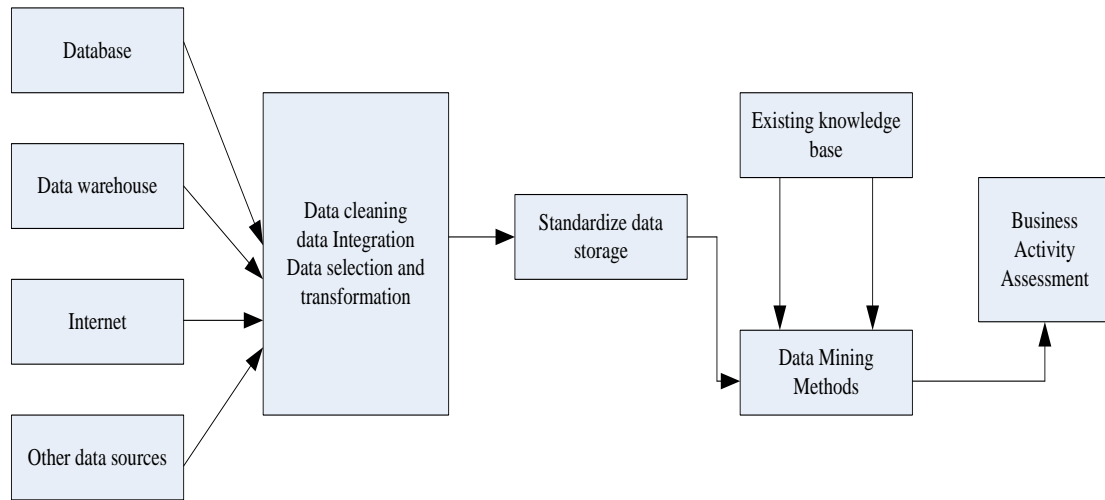 Database
Data warehouse
Internet
Other data sources
Data cleaning
data Integration
Data selection and
transformation
Standardize data
storage
Existing knowledge
base
Data Mining
Methods
Business
Activity
Assessment